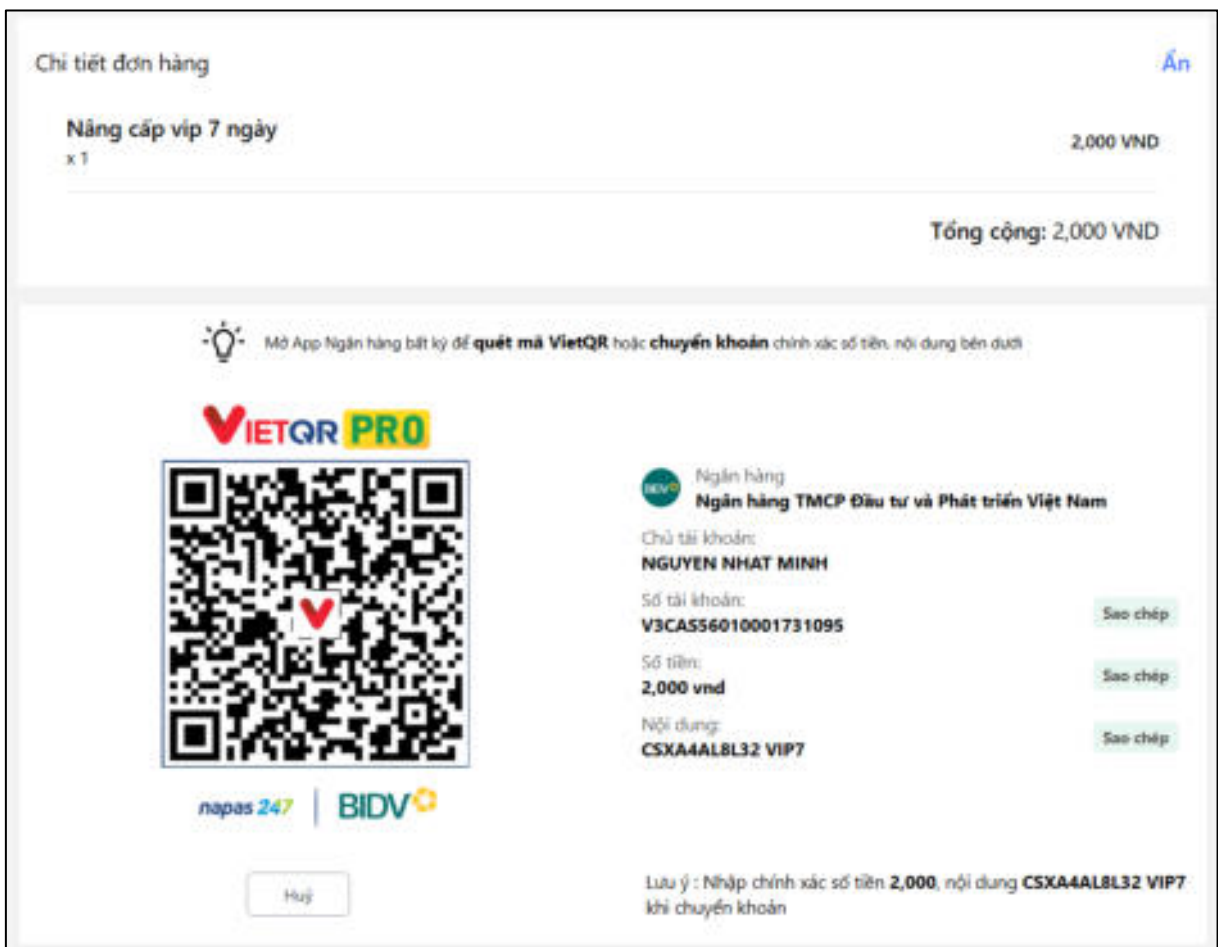 Chi tiết đơn hàng
Ẩn
Nâng cấp vip 7 ngày
x 1
2,000 VND
Tổng cộng: 2,000 VND
Mở App Ngân hàng bất kỳ để quét mã VietQR hoặc chuyển khoản chính xác số tiền, nội dung bên dưới
VIETQR PRO
BIDV
Ngân hàng
Ngân hàng TMCP Đầu tư và Phát triển Việt Nam
Chủ tài khoản:
NGUYEN NHAT MINH
Số tài khoản:
V3CAS56010001731095
Sao chép
Số tiền:
2,000 vnd
Sao chép
Nội dung:
CSXA4AL8L32 VIP7
Sao chép
napas 247
BIDV
Huỷ
Lưu ý : Nhập chính xác số tiền 2,000, nội dung CSXA4AL8L32 VIP7
khi chuyển khoản